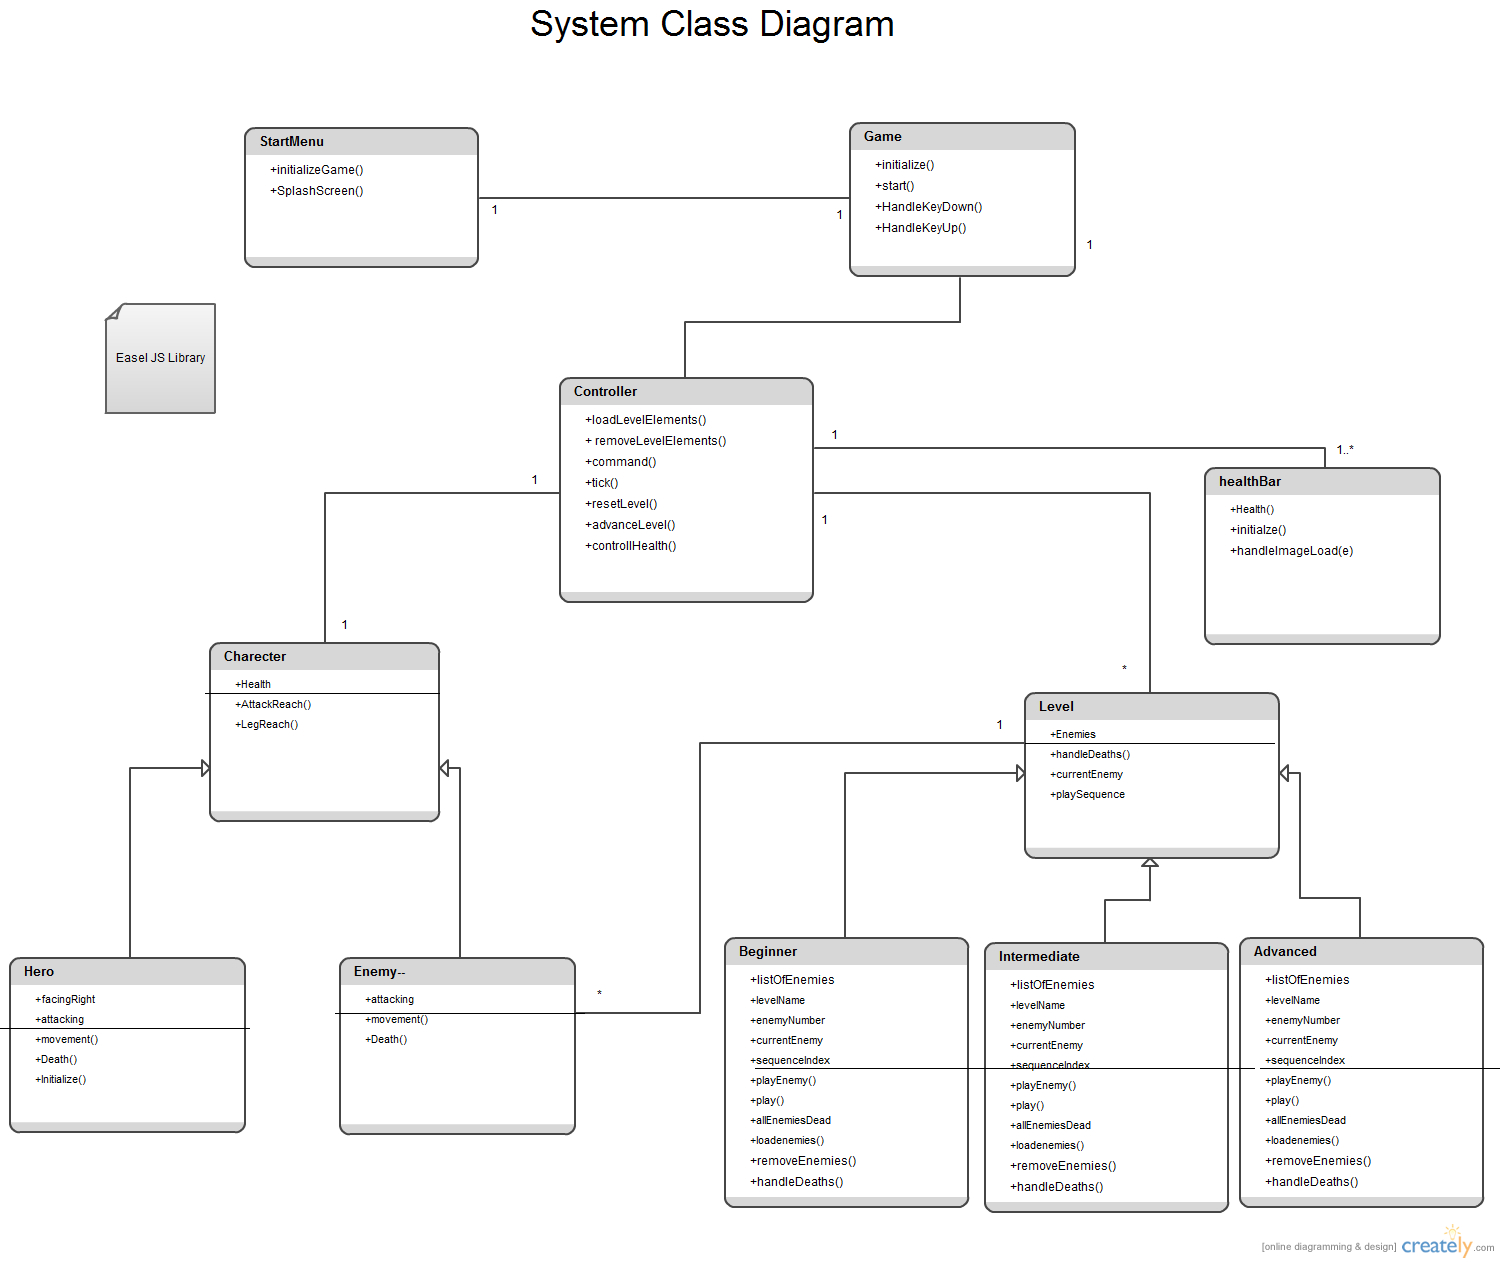 System Class Diagram
StartMenu
+initializeGame()
+SplashScreen()
1
1
Game
+initialize()
+start()
+HandleKeyDown()
+HandleKeyUp()
1
Easel JS Library
Controller
+loadLevelElements()
+ removeLevelElements()
+command()
+tick()
+resetLevel()
+advanceLevel()
+controllHealth()
1
1..*
1
1
1
*
healthBar
+Health()
+initialze()
+handleImageLoad(e)
Charecter
+Health
+AttackReach()
+LegReach()
Level
+Enemies
+handleDeaths()
+currentEnemy
+playSequence
1
*
Hero
+facingRight
+attacking
+movement()
+Death()
+Initialize()
Enemy--
+attacking
+movement()
+Death()
Beginner
+listOfEnemies
+levelName
+enemyNumber
+currentEnemy
+sequenceIndex
+playEnemy()
+play()
+allEnemiesDead
+loadenemies()
+removeEnemies()
+handleDeaths()
Intermediate
+listOfEnemies
+levelName
+enemyNumber
+currentEnemy
+sequenceIndex
+playEnemy()
+play()
+allEnemiesDead
+loadenemies()
+removeEnemies()
+handleDeaths()
Advanced
+listOfEnemies
+levelName
+enemyNumber
+currentEnemy
+sequenceIndex
+playEnemy()
+play()
+allEnemiesDead
+loadenemies()
+removeEnemies()
+handleDeaths()
[online diagramming & design] creately.com